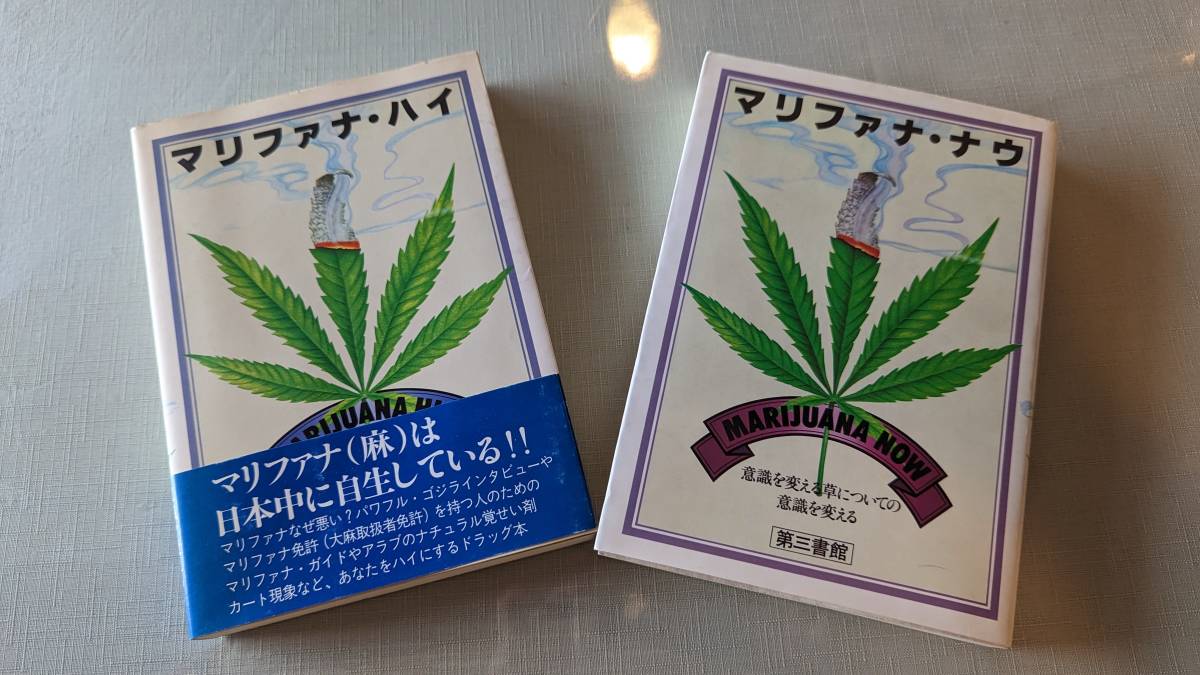 マリファナ・ハイ
MARIJUANA
マリファナ(麻)は
日本中に自生している!!
マリファナなぜ悪い?パワフル・ゴジラインタビューや
マリファナ免許(大麻取扱者免許)を持つ人のための
マリファナ・ガイドやアラブのナチュラル覚せい剤
カート現象など、あなたをハイにするドラッグ本
マリファナ・ナウ
MARIJUANA NOW
意識を変える草についての
意識を変える
第三書館